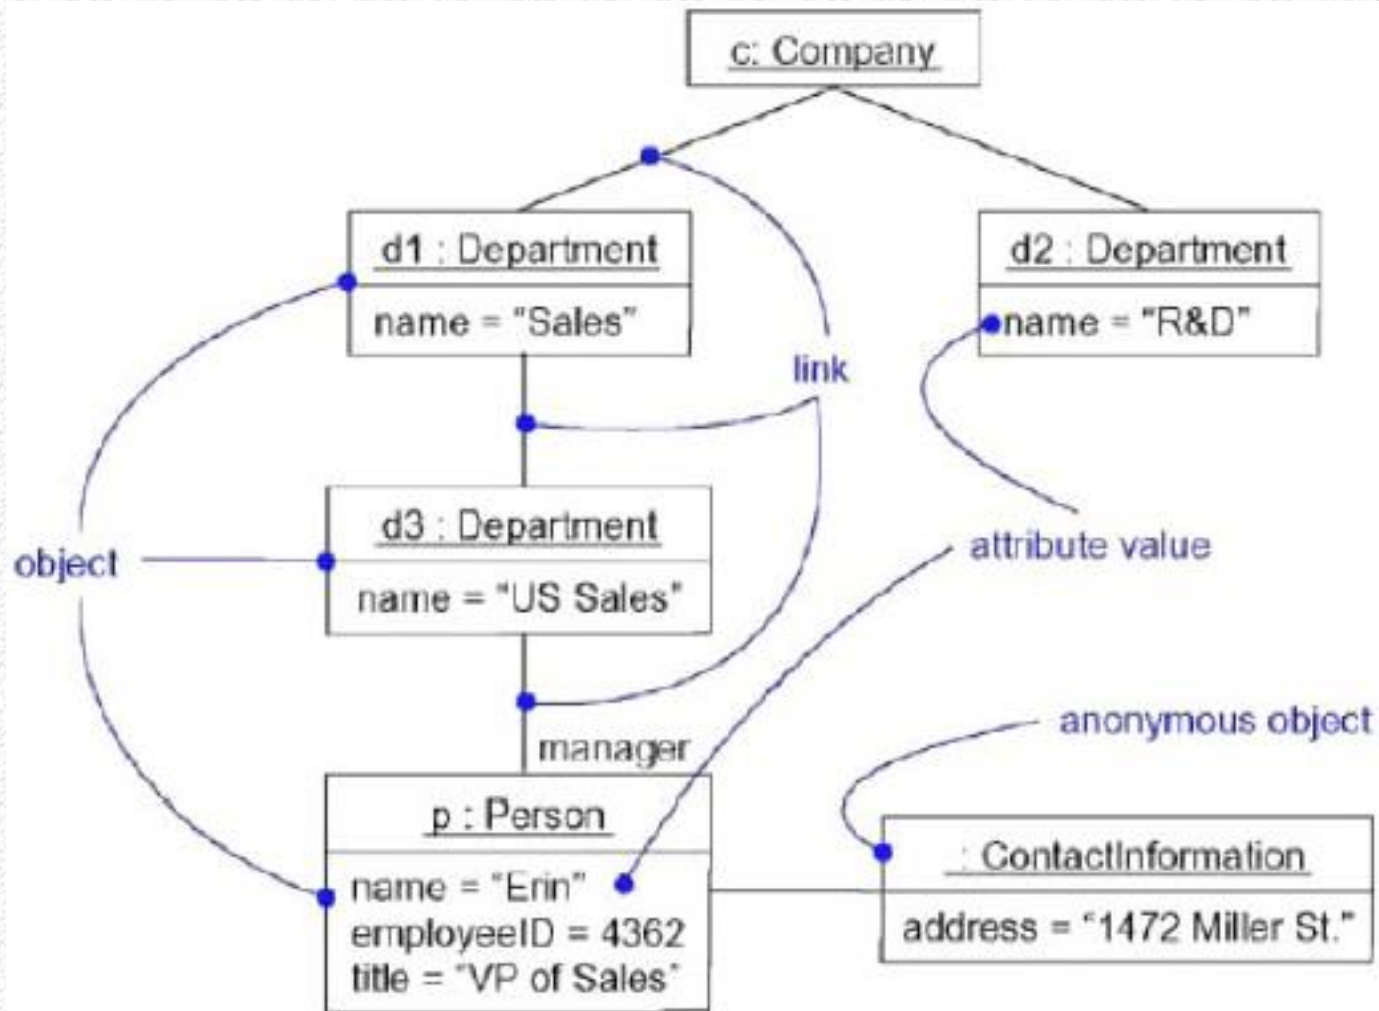 c: Company
d1 : Department
name = "Sales"
d2 : Department
name = "R&D"
link
d3 : Department
name = "US Sales"
object
attribute value
manager
anonymous object
p : Person
name = "Erin"
employeeID = 4362
title = "VP of Sales"
: ContactInformation
address = "1472 Miller St."